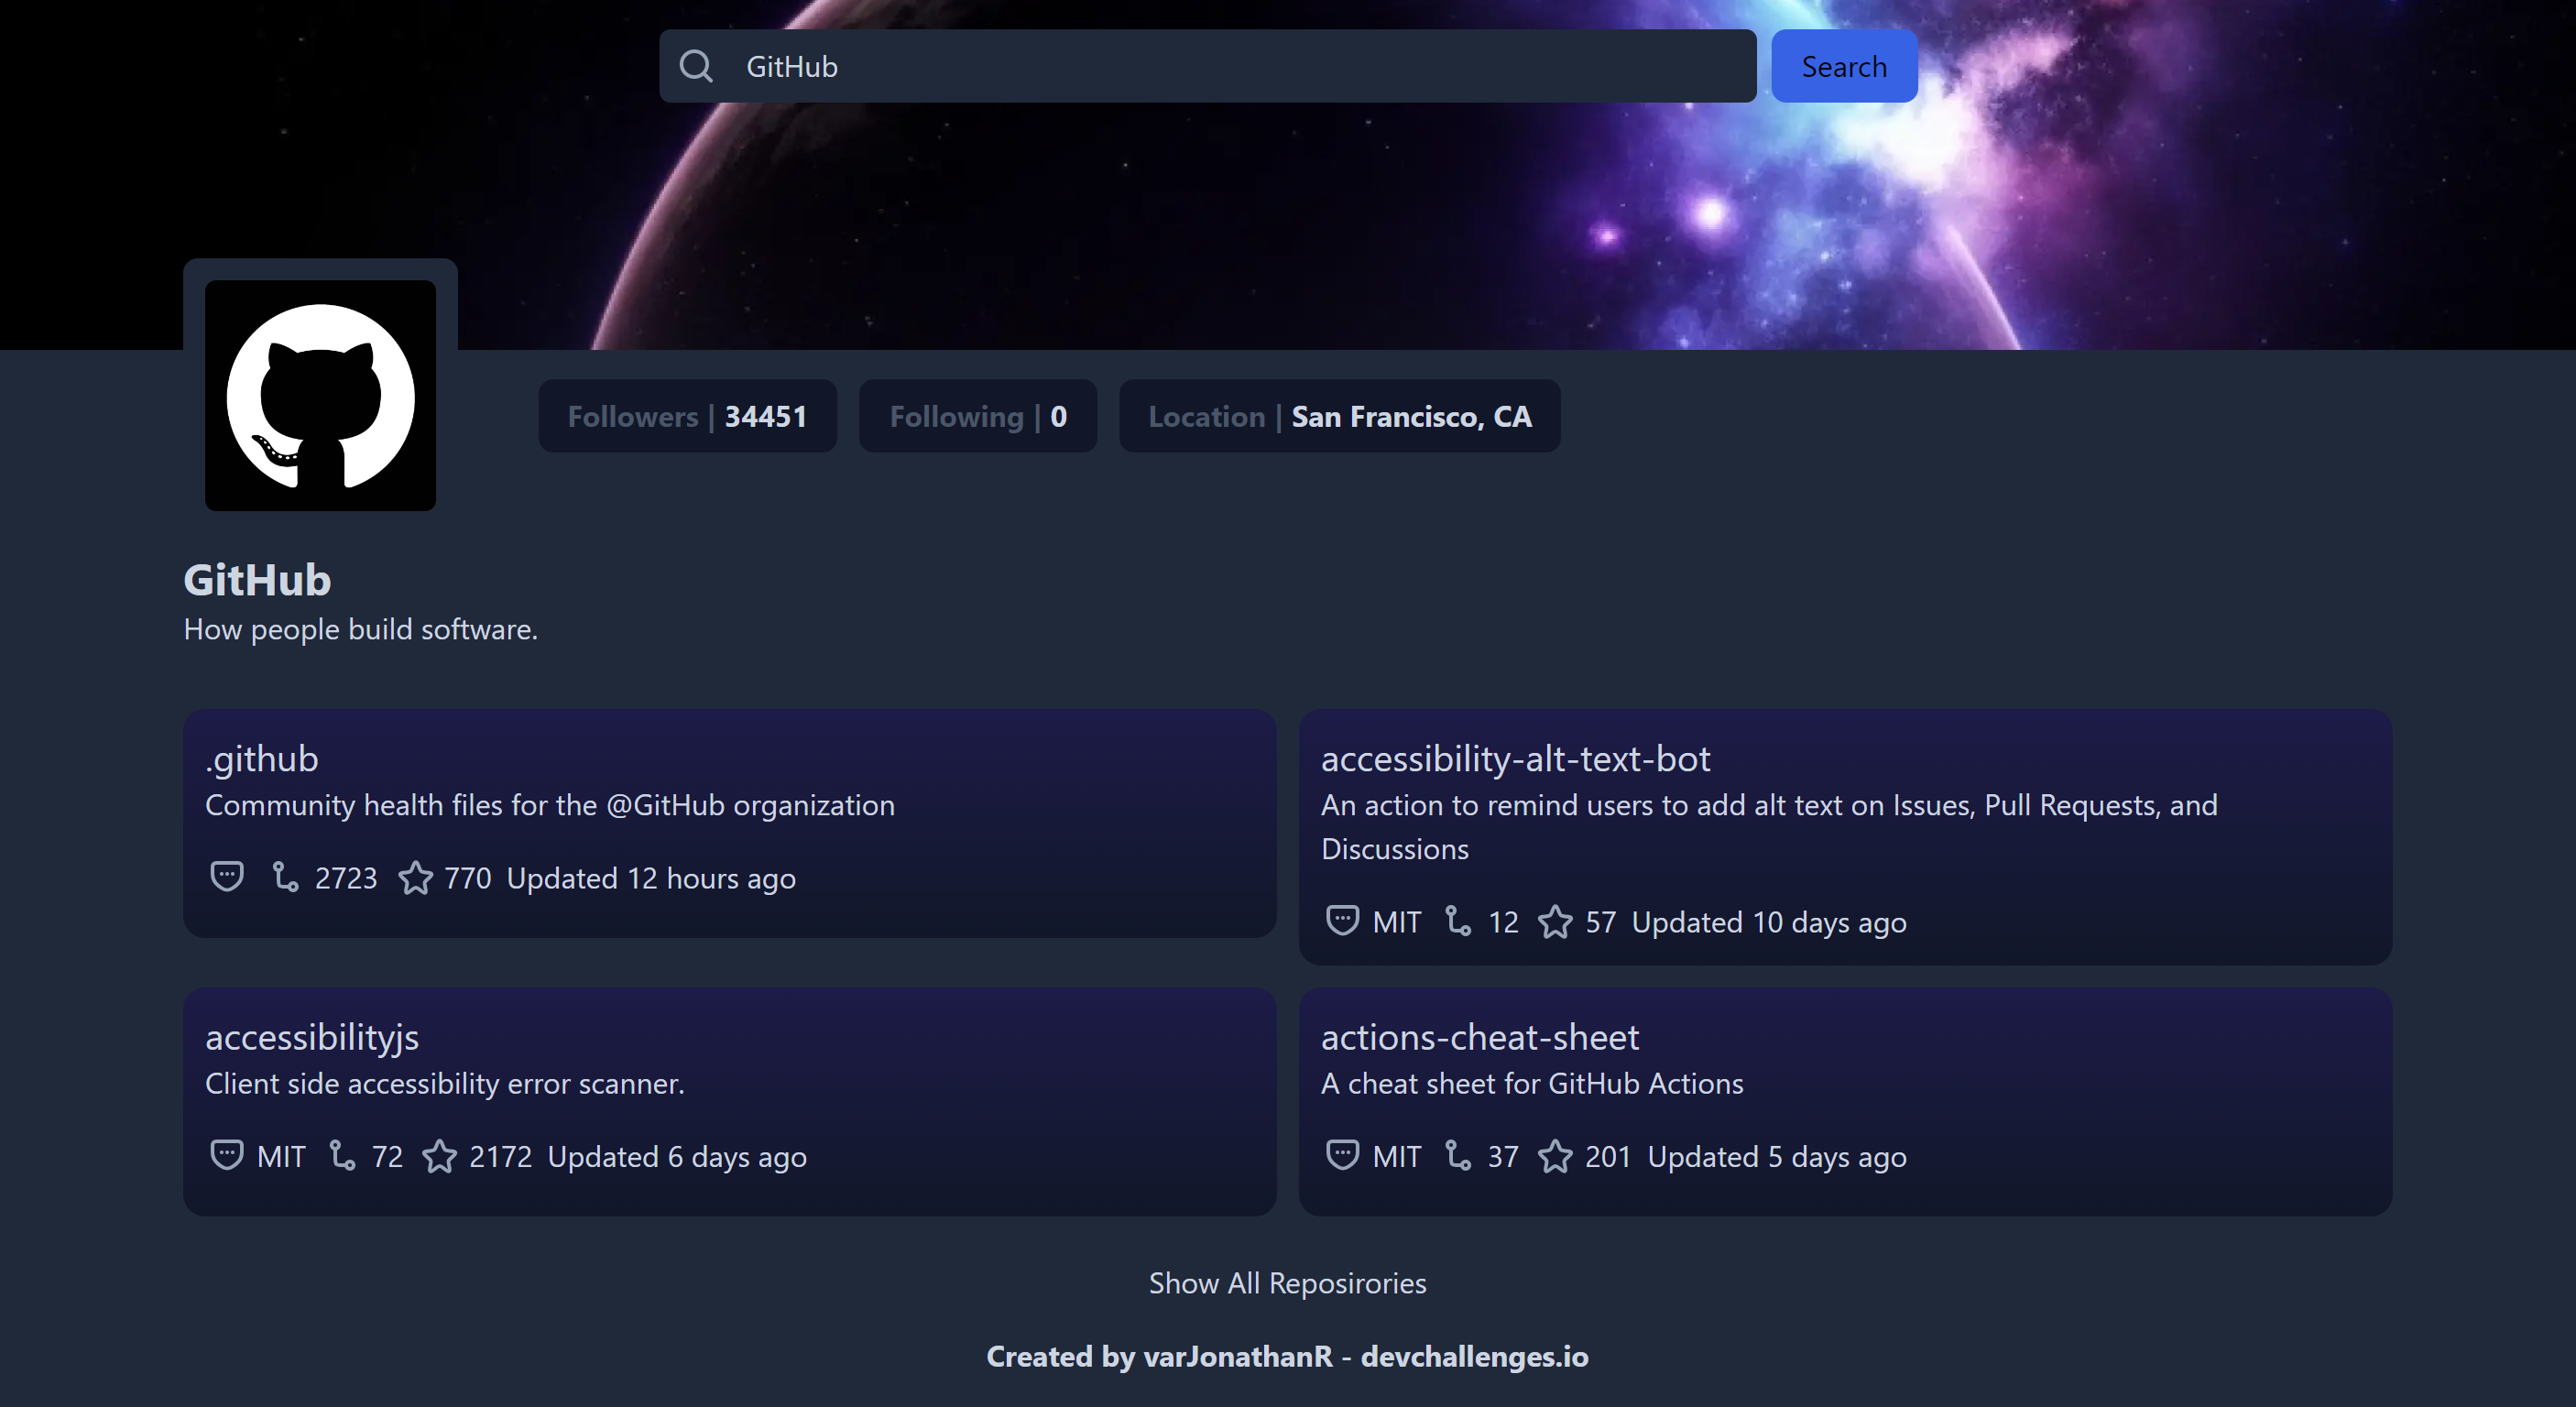 GitHub
Search
Followers | 34451
Following | 0
Location | San Francisco, CA
GitHub
How people build software.
.github
Community health files for the @GitHub organization
2723 770 Updated 12 hours ago
accessibility-alt-text-bot
An action to remind users to add alt text on Issues, Pull Requests, and
Discussions
MIT 12 57 Updated 10 days ago
accessibilityjs
Client side accessibility error scanner.
MIT 72 2172 Updated 6 days ago
actions-cheat-sheet
A cheat sheet for GitHub Actions
MIT 37 201 Updated 5 days ago
Show All Reposirories
Created by varJonathanR - devchallenges.io